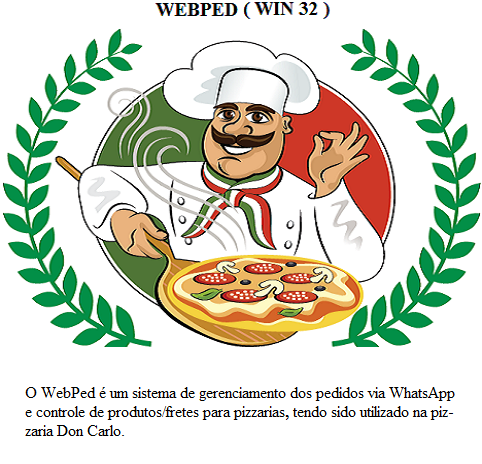 WEBPED ( WIN 32 )
O WebPed é um sistema de gerenciamento dos pedidos via WhatsApp
e controle de produtos/fretes para pizzarias, tendo sido utilizado na piz-
zaria Don Carlo.